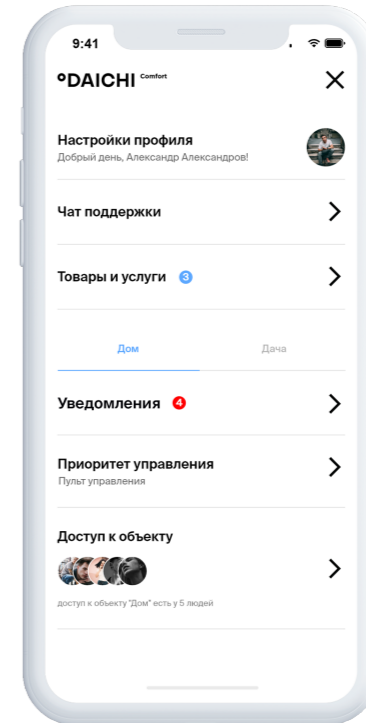 9:41
°DAICHI Comfort
Настройки профиля
Добрый день, Александр Александров!
Чат поддержки
Товары и услуги 3
Дом Дача
Уведомления 4
Приоритет управления
Пульт управления
Доступ к объекту
доступ к объекту "Дом" есть у 5 людей